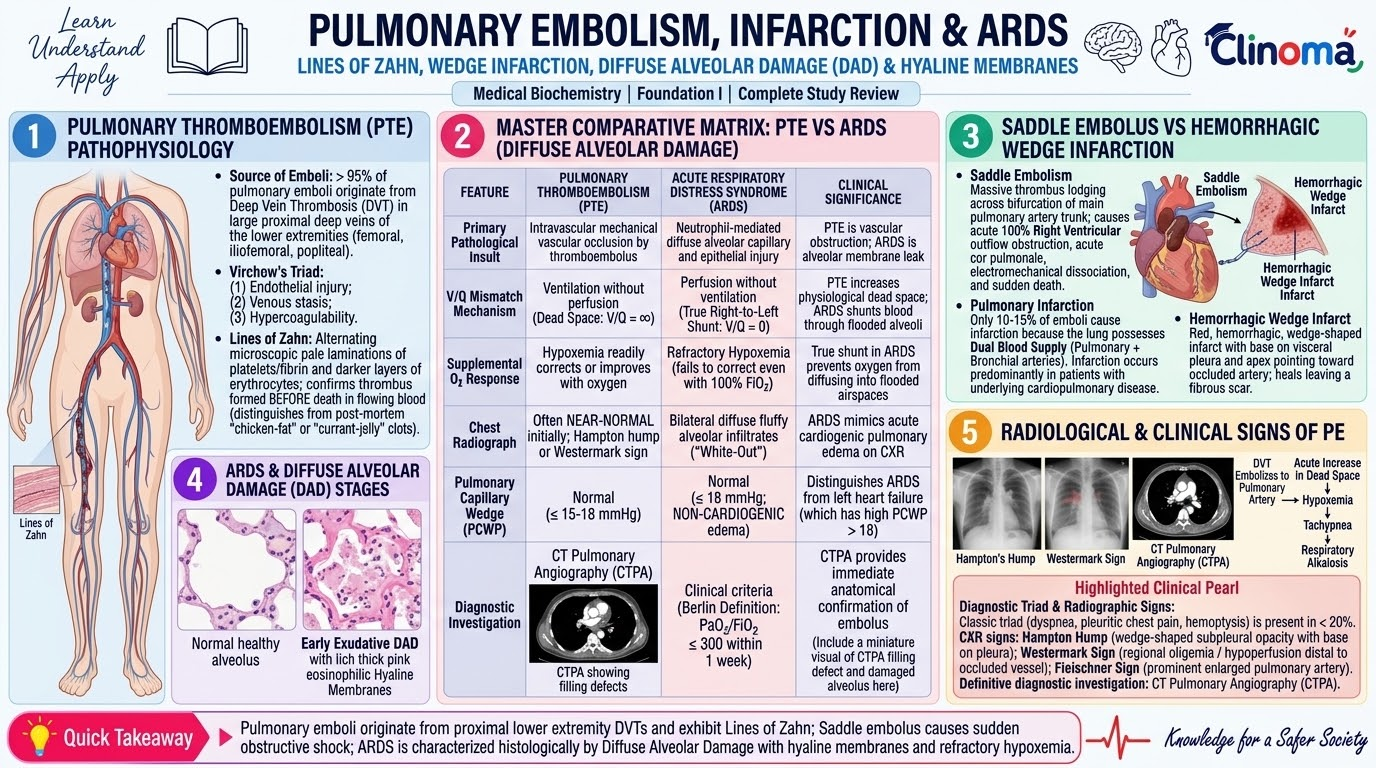 Learn
Understand
Apply
PULMONARY EMBOLISM, INFARCTION & ARDS
LINES OF ZAHN, WEDGE INFARCTION, DIFFUSE ALVEOLAR DAMAGE (DAD) & HYALINE MEMBRANES
Medical Biochemistry | Foundation I | Complete Study Review
Clinoma
1 PULMONARY THROMBOEMBOLISM (PTE)
PATHOPHYSIOLOGY
• Source of Embeli: > 95% of
pulmonary emboli originate from
Deep Vein Thrombosis (DVT) in
large proximal deep veins of
the lower extremities (femoral,
iliofemoral, popliteal).
• Virchow's Triad:
(1) Endothelial injury;
(2) Venous stasis;
(3) Hypercoagulability.
• Lines of Zahn: Alternating
microscopic pale laminations of
platelets/fibrin and darker layers of
erythrocytes; confirms thrombus
formed BEFORE death in flowing blood
(distinguishes from post-mortem
"chicken-fat" or "currant-jelly" clots).
Lines of
Zahn
4 ARDS & DIFFUSE ALVEOLAR
DAMAGE (DAD) STAGES
Normal healthy
alveolus
Early Exudative DAD
with lich thick pink
eosinophilic Hyaline
Membranes
2 MASTER COMPARATIVE MATRIX: PTE VS ARDS
(DIFFUSE ALVEOLAR DAMAGE)
FEATURE
PULMONARY
THROMBOEMBOLISM
(PTE)
ACUTE RESPIRATORY
DISTRESS SYNDROME
(ARDS)
CLINICAL
SIGNIFICANCE
Primary
Pathological
Insult
Intravascular mechanical
vascular occlusion by
thromboembolus
Neutrophii-mediated
diffuse alveolar capillary
and epithelial injury
PTE is vascular
obstruction; ARDS is
alveolar membrane leak
V/Q Mismatch
Mechanism
Ventilation without
perfusion
(Dead Space: V/Q = ∞)
Perfusion without
ventilation
(True Right-to-Left
Shunt: V/Q = 0)
PTE increases
physiological dead space;
ARDS shunts blood
through flooded alveoli
Supplemental
O₂ Response
Hypoxemia readily
corrects or improves
with oxygen
Refractory Hypoxemia
(fails to correct even
with 100% FiO₂)
True shunt in ARDS
prevents oxygen from
diffusing into flooded
airspaces
Chest
Radiograph
Often NEAR-NORMAL
initially; Hampton hump
or Westermark sign
Bilateral diffuse fluffy
alveolar infiltrates
("White-Out")
ARDS mimics acute
cardiogenic pulmonary
edema on CXR
Pulmonary
Capillary
Wedge
(PCWP)
Normal
(≤ 15-18 mmHg)
Normal
(≤ 18 mmHg;
NON-CARDIOGENIC
edema)
Distinguishes ARDS
from left heart failure
(which has high PCWP
> 18)
Diagnostic
Investigation
CT Pulmonary
Angiography (CTPA)
CTPA showing
filling defects
Clinical criteria
(Berlin Definition:
PaO₂/FiO₂
≤ 300 within
1 week)
CTPA provides
immediate
anatomical
confirmation of
embolus
(Include a miniature
visual of CTPA filling
defect and damaged
alveolus here)
3 SADDLE EMBOLUS VS HEMORRHAGIC
WEDGE INFARCTION
• Saddle Embolism
Massive thrombus lodging
across bifurcation of main
pulmonary artery trunk; causes
acute 100% Right Ventricular
outflow obstruction, acute
cor pulmonale,
electromechanical dissociation,
and sudden death.
Saddle
Embolism
Hemorrhagic
Wedge
Infarct
Hemorrhagic
Wedge Infarct
Infarct
• Pulmonary Infarction
Only 10-15% of emboli cause
infarction because the lung possesses
Dual Blood Supply (Pulmonary +
Bronchial arteries). Infarction occurs
predominantly in patients with
underlying cardiopulmonary disease.
• Hemorrhagic Wedge Infarct
Red, hemorrhagic, wedge-shaped
infarct with base on visceral
pleura and apex pointing toward
occluded artery; heals leaving a
fibrous scar.
5 RADIOLOGICAL & CLINICAL SIGNS OF PE
Hampton's Hump
Westermark Sign
CT Pulmonary
Angiography (CTPA)
DVT
Embolizss to
Pulmonary
Artery
Acute Increase
in Dead Space
Hypoxemia
Tachypnea
Respiratory
Alkalosis
Highlighted Clinical Pearl
Diagnostic Triad & Radiographic Signs:
Classic triad (dyspnea, pleuritic chest pain, hemoptysis) is present in < 20%.
CXR signs: Hampton Hump (wedge-shaped subpleural opacity with base
on pleura); Westermark Sign (regional oligemia / hypoperfusion distal to
occluded vessel); Fieischner Sign (prominent enlarged pulmonary artery).
Definitive diagnostic investigation: CT Pulmonary Angiography (CTPA).
Quick Takeaway
Pulmonary emboli originate from proximal lower extremity DVTs and exhibit Lines of Zahn; Saddle embolus causes sudden
obstructive shock; ARDS is characterized histologically by Diffuse Alveolar Damage with hyaline membranes and refractory hypoxemia.
Knowledge for a Safer Society